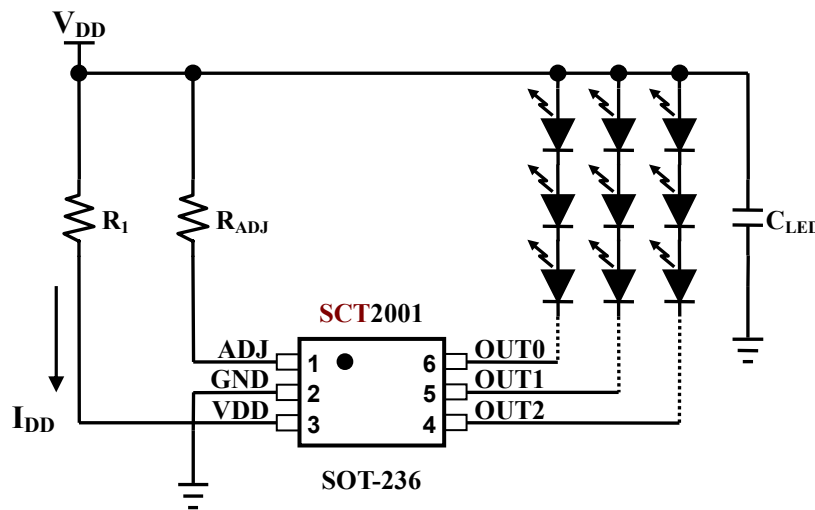 VDD
R1
RADJ
CLED
SCT2001
ADJ
1
6
OUT0
GND
2
5
OUT1
IDD
VDD
3
4
OUT2
SOT-236